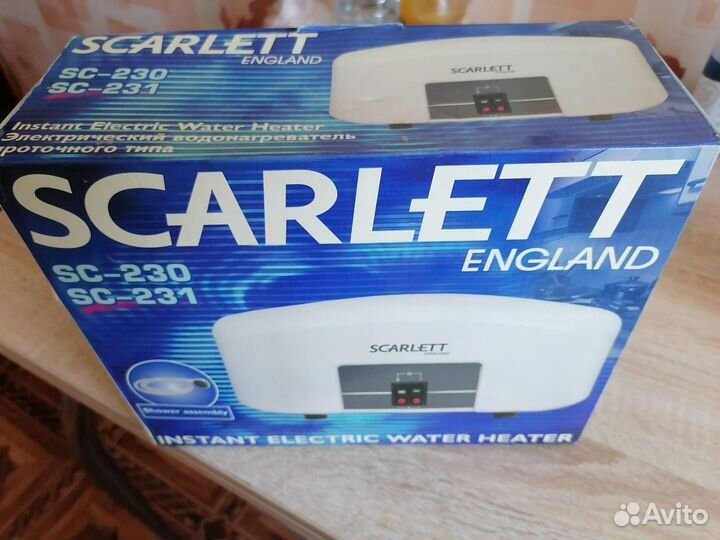 SCARLETT
ENGLAND
SC-230
SC-231
Instant Electric Water Heater
Электрический водонагреватель
проточного типа
SCARLETT
SCARLETT
ENGLAND
SC-230
SC-231
SCARLETT
ENGLAND
Shower assembly
INSTANT ELECTRIC WATER HEATER
Avito